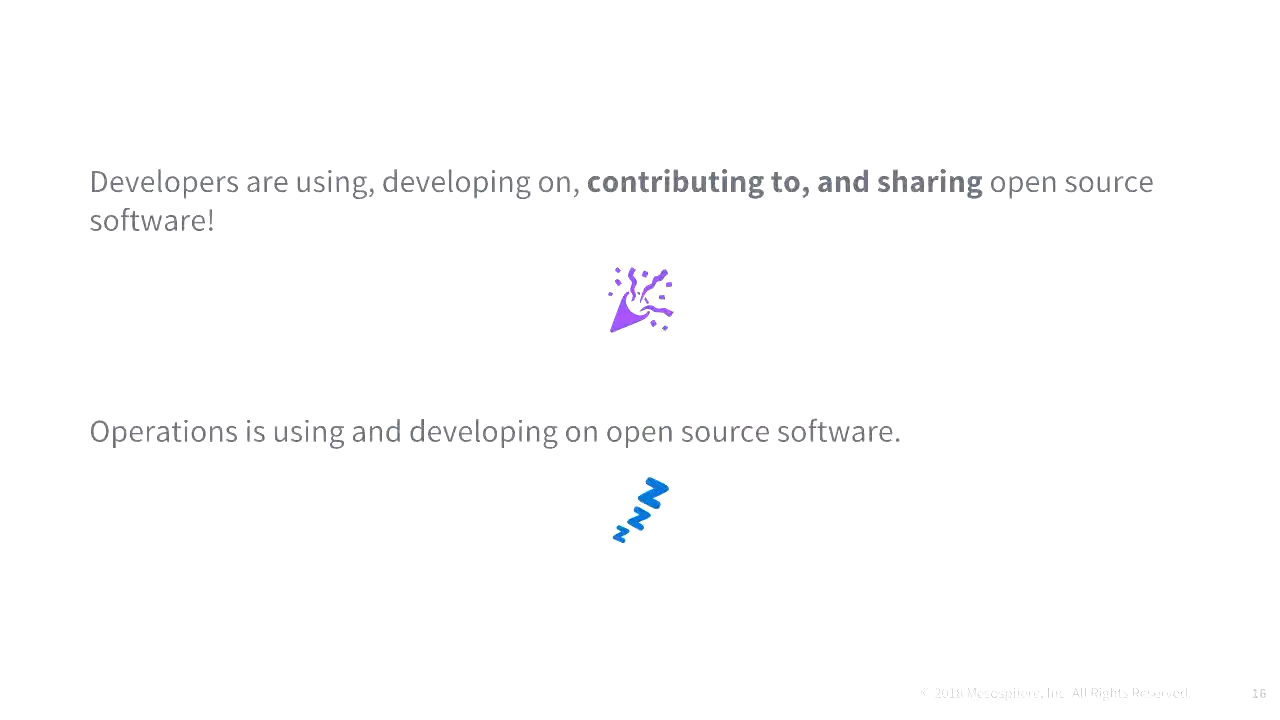 Developers are using, developing on, contributing to, and sharing open source
software!
Operations is using and developing on open source software.
© 2018 Mesosphere, Inc. All Rights Reserved.
16